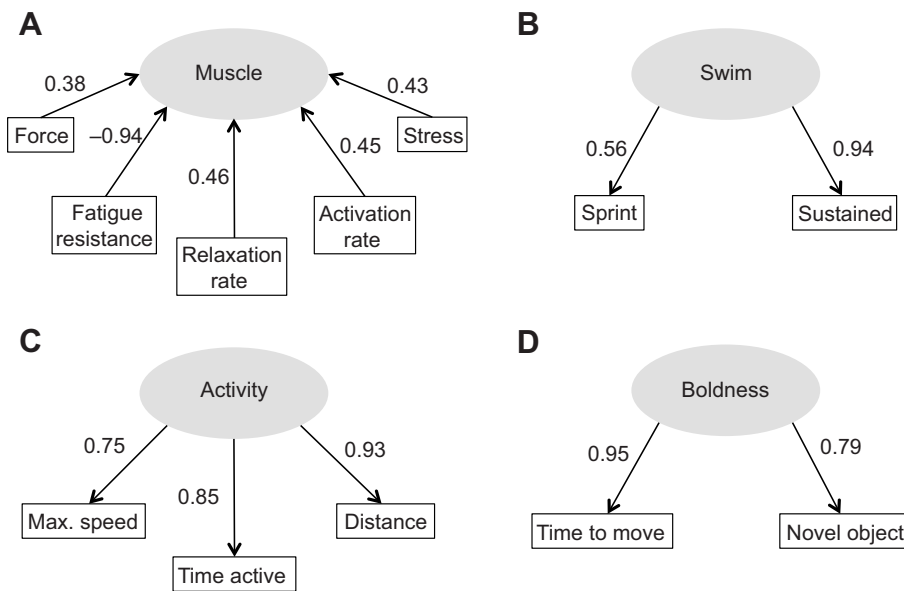 A
Muscle
0.38
0.43
Force
–0.94
0.46
0.45
Stress
Fatigue
resistance
Relaxation
rate
Activation
rate
B
Swim
0.56
0.94
Sprint
Sustained
C
Activity
0.75
0.85
0.93
Max. speed
Time active
Distance
D
Boldness
0.95
0.79
Time to move
Novel object